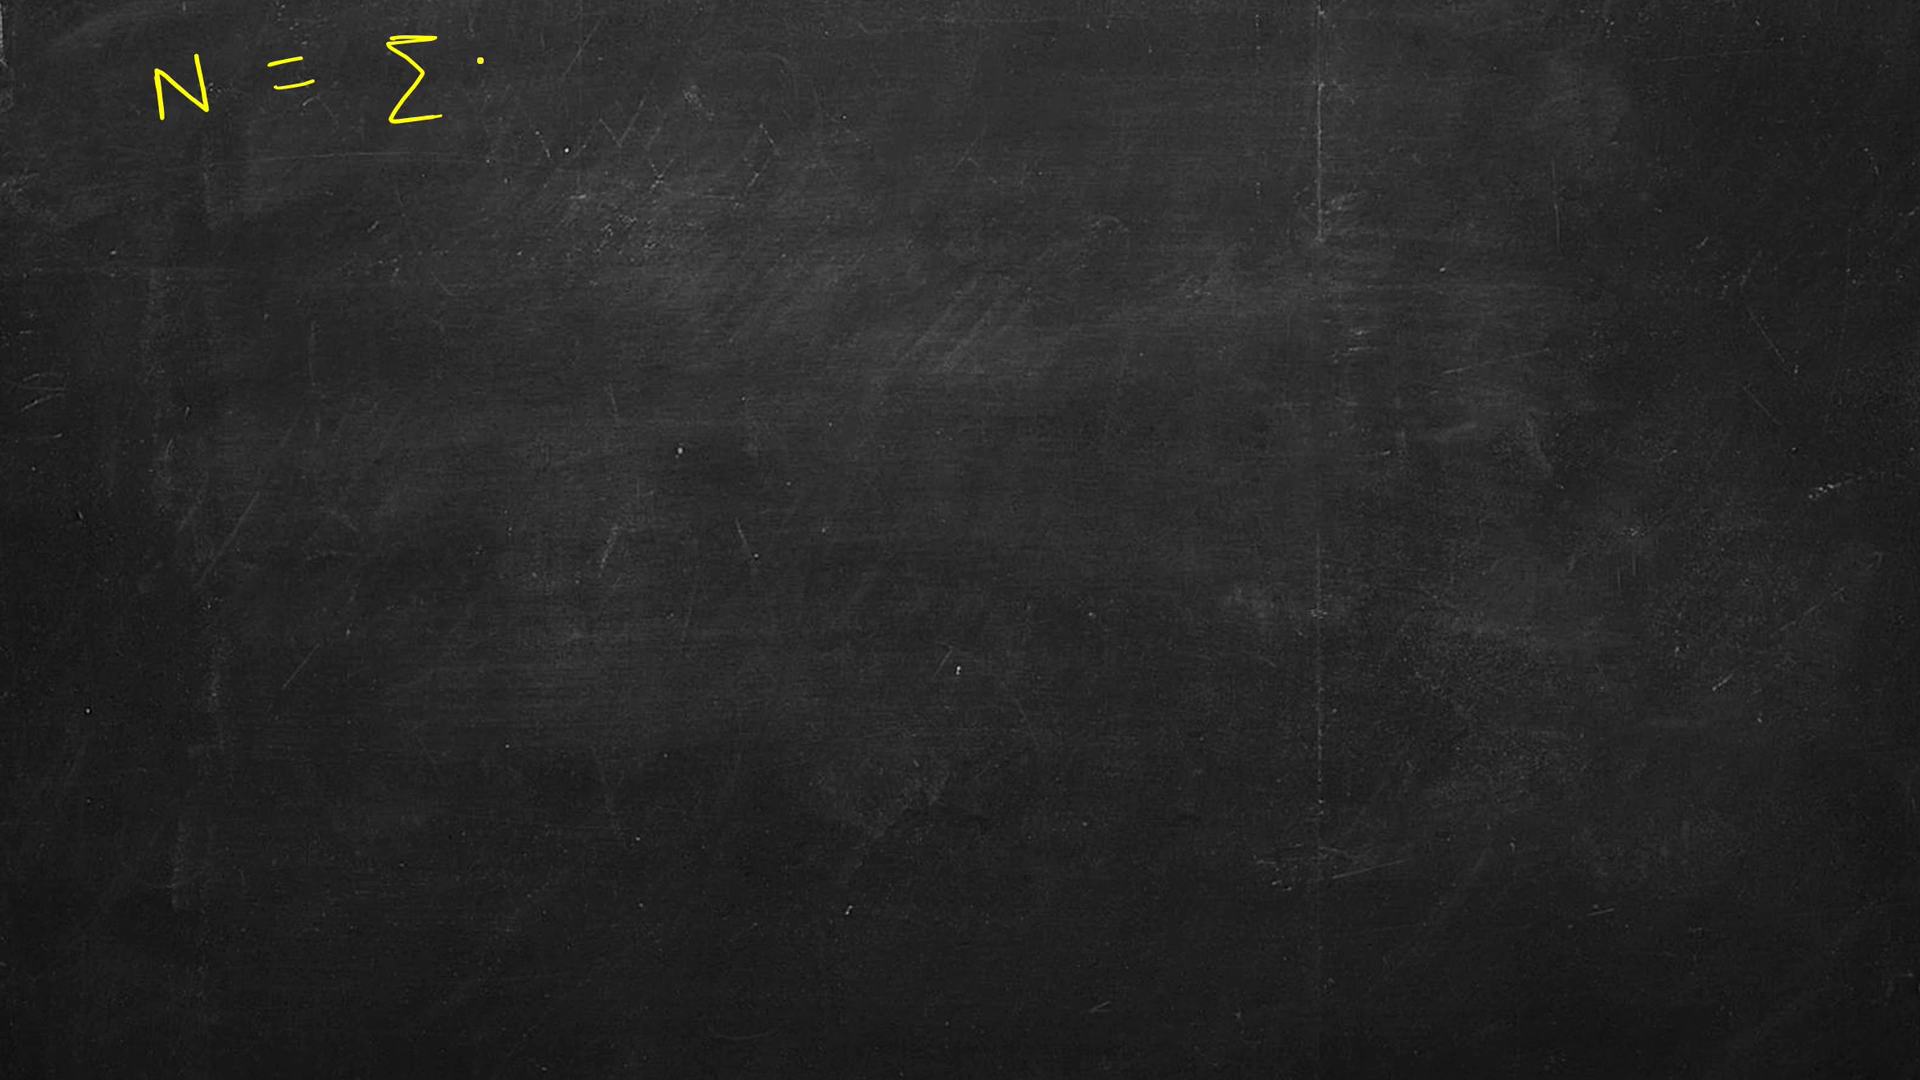 N = Σ ·